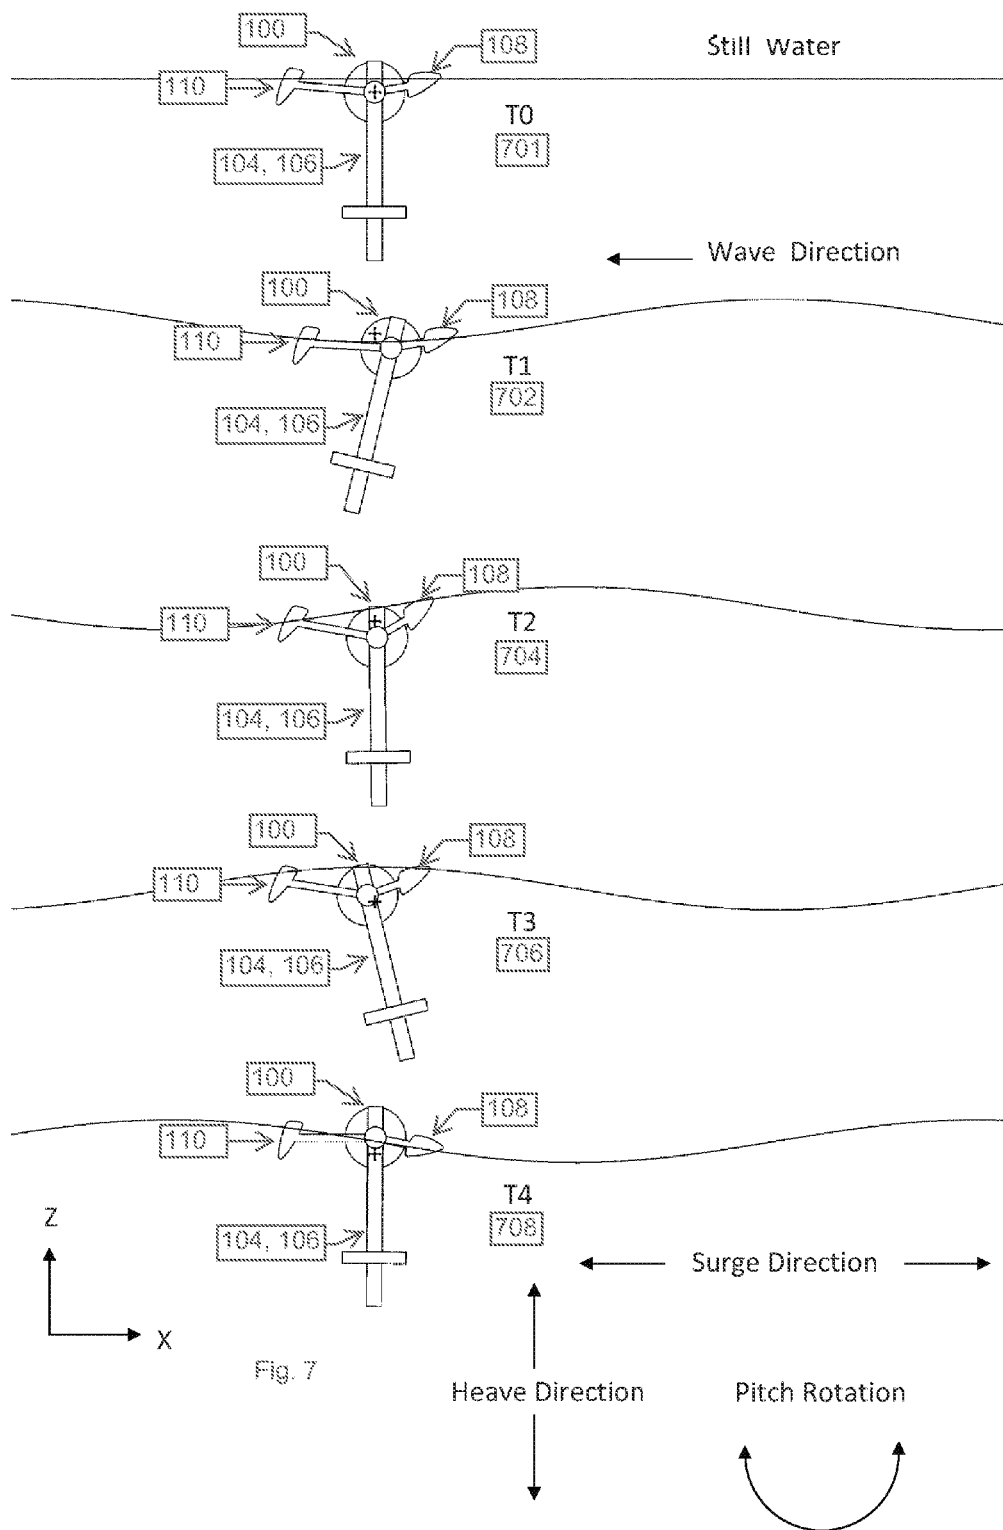 100
108
Still Water
110
T0
701
104, 106
Wave Direction
100
108
110
T1
702
104, 106
100
108
110
T2
704
104, 106
100
108
110
T3
706
104, 106
100
108
110
T4
708
104, 106
Z
X
Surge Direction
Fig. 7
Heave Direction
Pitch Rotation